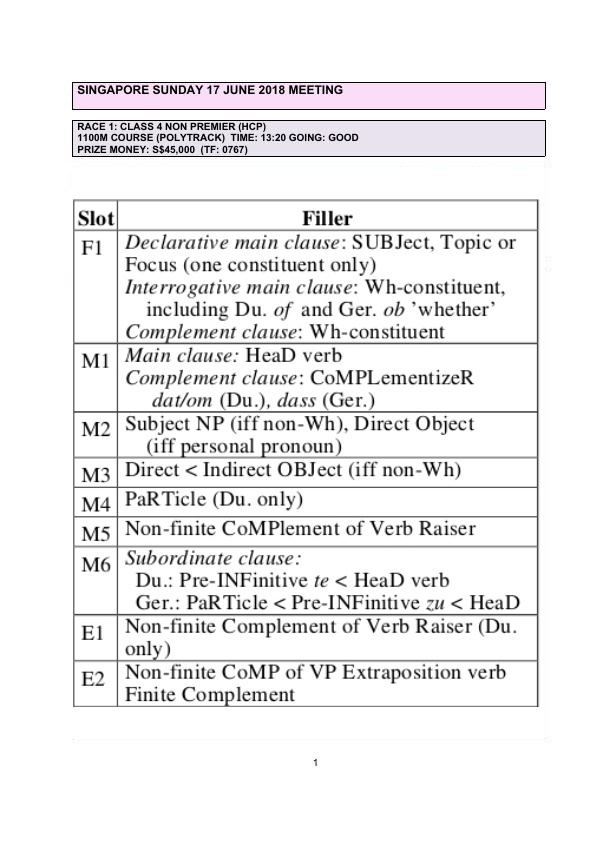 SINGAPORE SUNDAY 17 JUNE 2018 MEETING
RACE 1: CLASS 4 NON PREMIER (HCP)
1100M COURSE (POLYTRACK)  TIME: 13:20 GOING: GOOD
PRIZE MONEY: S$45,000  (TF: 0767)
Slot Filler
F1 Declarative main clause: SUBJect, Topic or
Focus (one constituent only)
Interrogative main clause: Wh-constituent,
including Du. of and Ger. ob ’whether’
Complement clause: Wh-constituent
M1 Main clause: HeaD verb
Complement clause: CoMPLementizeR
dat/om (Du.), dass (Ger.)
M2 Subject NP (iff non-Wh), Direct Object
(iff personal pronoun)
M3 Direct < Indirect OBJect (iff non-Wh)
M4 PaRTicle (Du. only)
M5 Non-finite CoMPlement of Verb Raiser
M6 Subordinate clause:
Du.: Pre-INFinitive te < HeaD verb
Ger.: PaRTicle < Pre-INFinitive zu < HeaD
E1 Non-finite Complement of Verb Raiser (Du.
only)
E2 Non-finite CoMP of VP Extraposition verb
Finite Complement
1